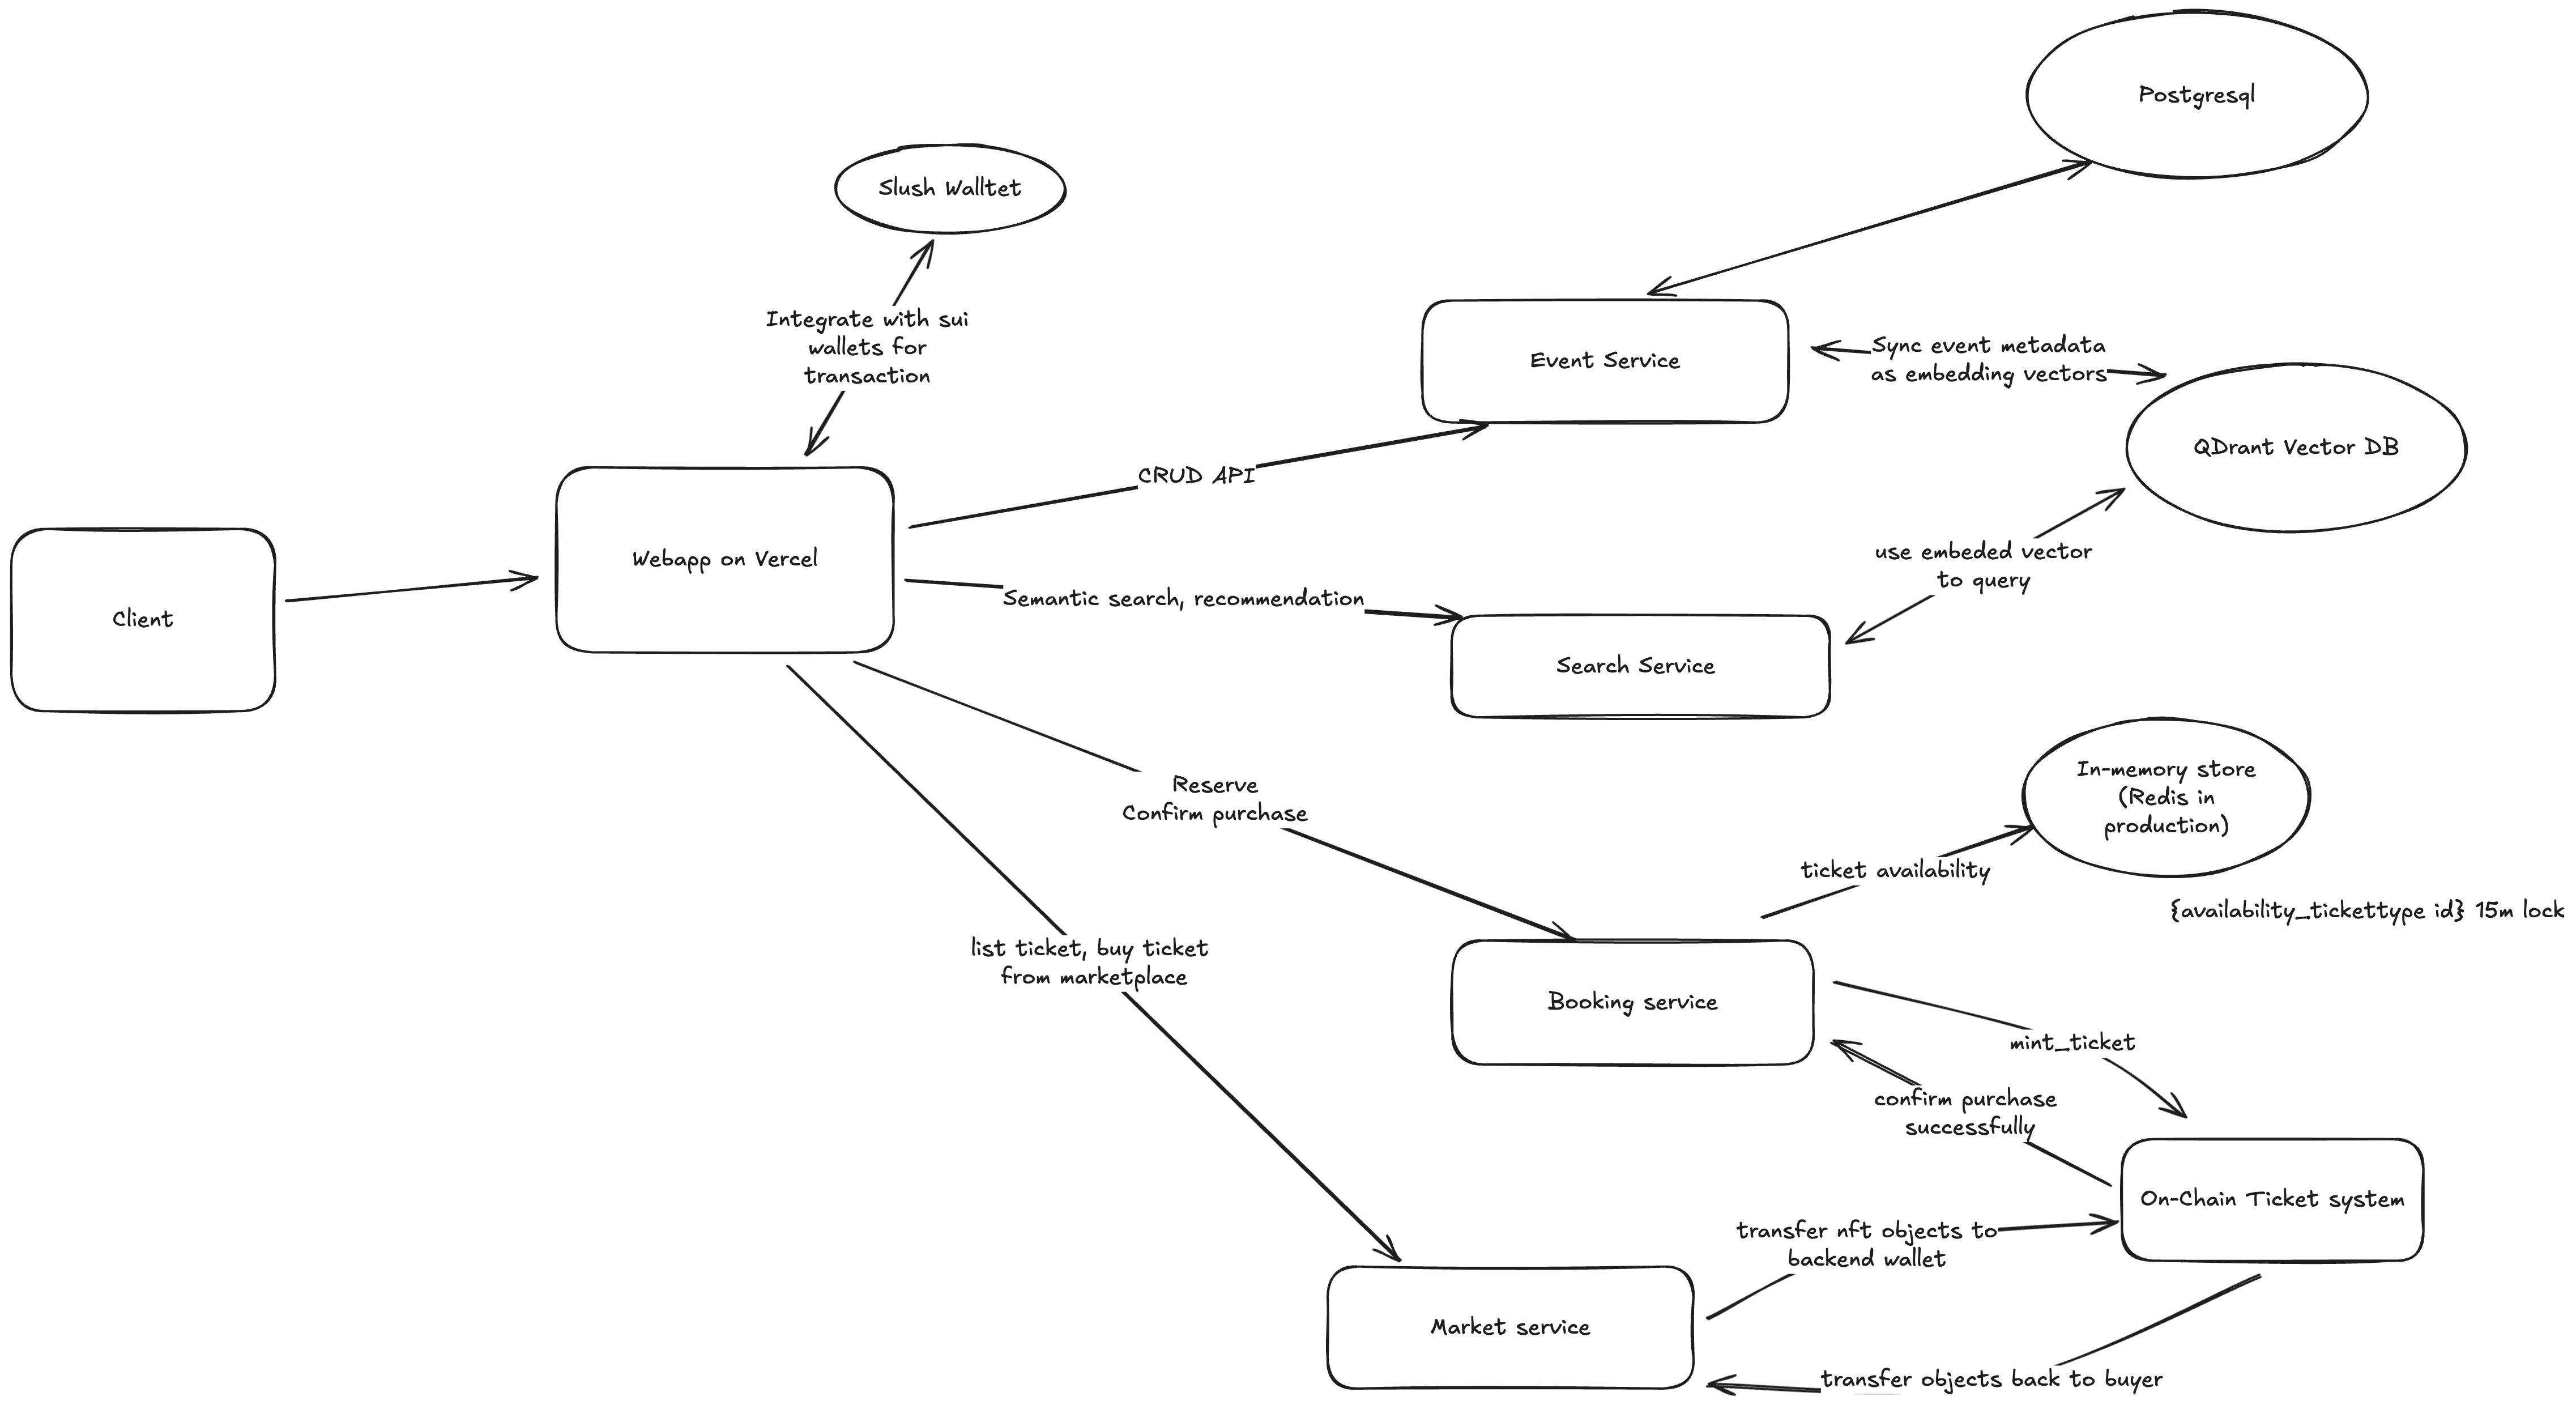 Postgresql
Slush Walltet
Integrate with sui
wallets for
transaction
Event Service
Sync event metadata
as embedding vectors
QDrant Vector DB
CRUD API
Webapp on Vercel
Client
use embeded vector
to query
Semantic search, recommendation
Search Service
In-memory store
(Redis in
production)
Reserve
Confirm purchase
ticket availability
{availability_tickettype id} 15m lock
list ticket, buy ticket
from marketplace
Booking service
mint_ticket
confirm purchase
successfully
On-Chain Ticket system
transfer nft objects to
backend wallet
Market service
transfer objects back to buyer